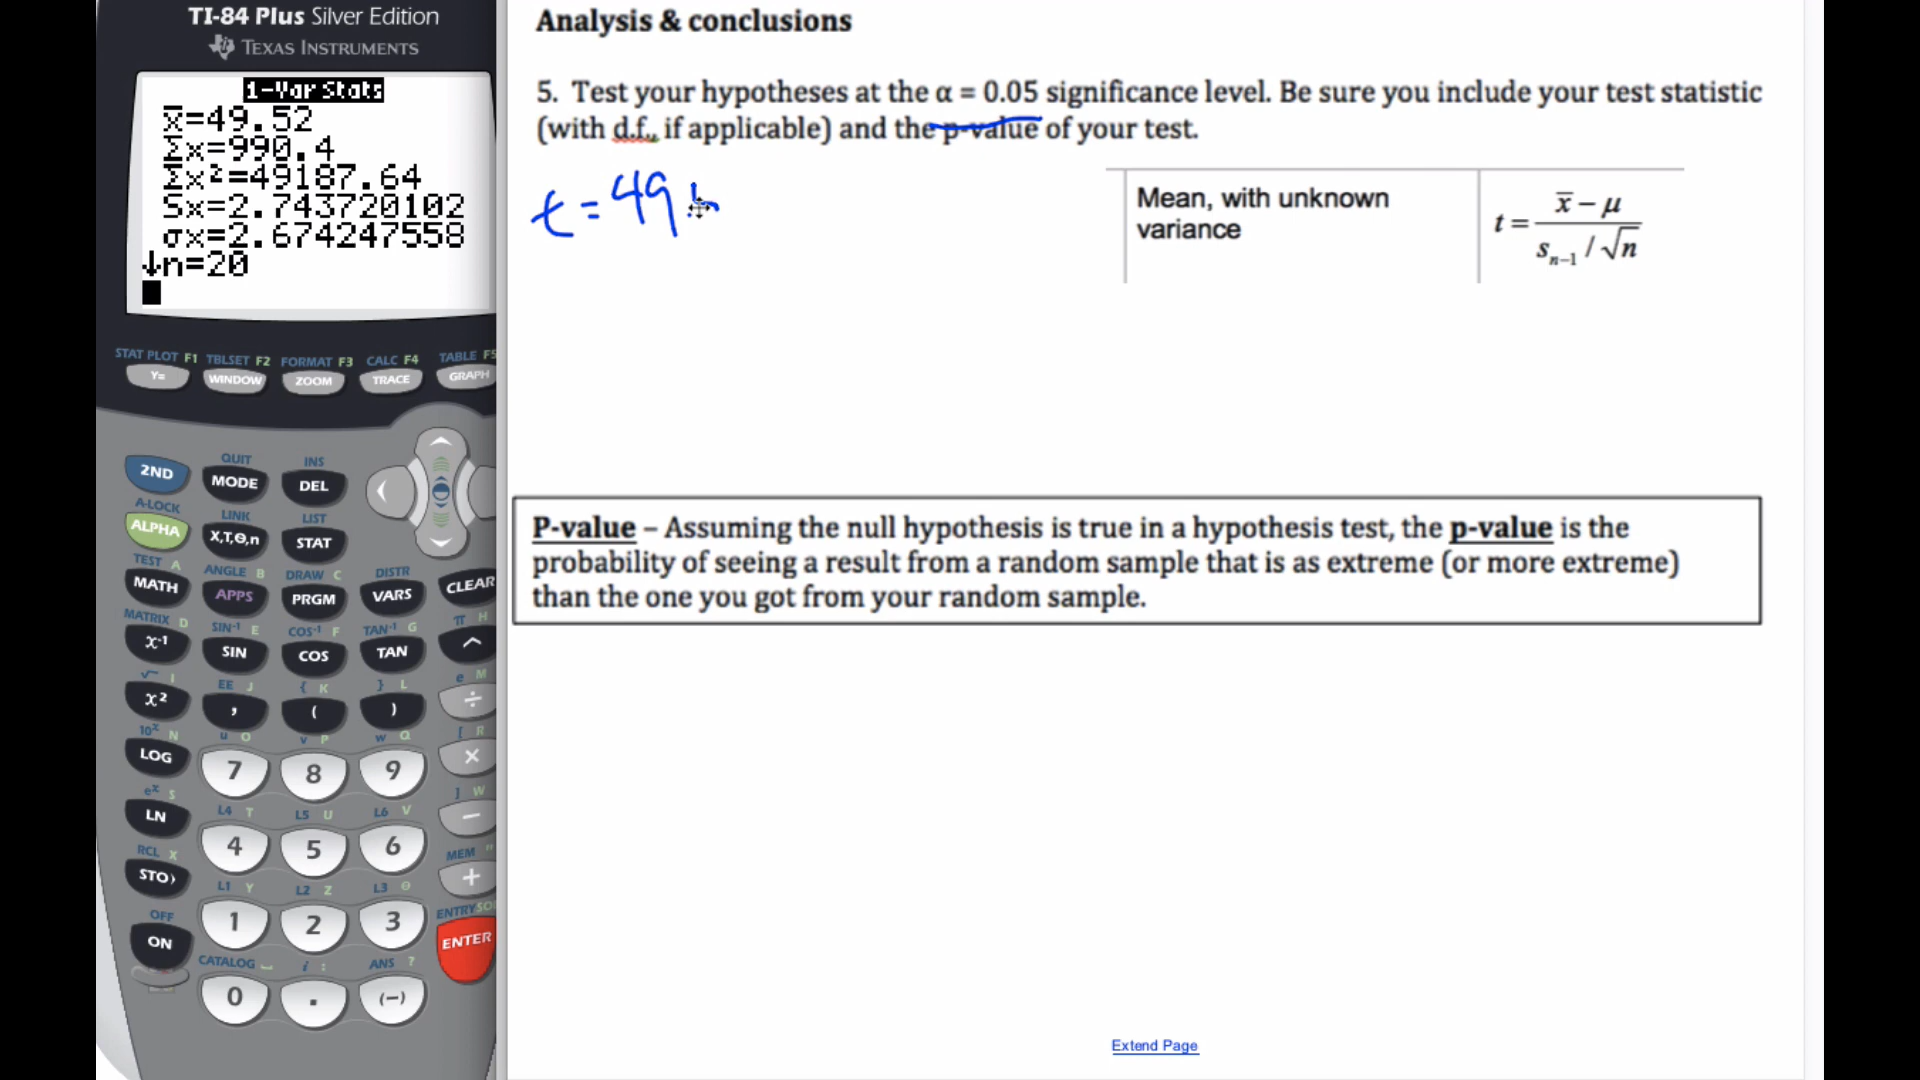 TI-84 Plus Silver Edition
TEXAS INSTRUMENTS
1-Var Stats
x̄=49.52
Σx=990.4
Σx²=49187.64
Sx=2.743720102
σx=2.674247558
↓n=20
STAT PLOT F1 TBLSET F2 FORMAT F3 CALC F4 TABLE F5
Y= WINDOW ZOOM TRACE GRAPH
QUIT INS
2ND MODE DEL
A-LOCK LINK LIST
ALPHA X,T,Θ,n STAT
TEST A ANGLE B DRAW C DISTR
MATH APPS PRGM VARS CLEAR
MATRIX D SIN-1 E COS-1 F TAN-1 G π H
x-1 SIN COS TAN ^
√ I EE J { K } L e M
x² , ( ) ÷
10x N u O v P w Q [ R
LOG 7 8 9 ×
ex S L4 T L5 U L6 V ] W
LN 4 5 6 −
RCL X L1 Y L2 Z L3 θ MEM "
STO› 1 2 3 +
OFF CATALOG i : ANS ? ENTRY SO
ON 0 . (−) ENTER
Analysis & conclusions
5. Test your hypotheses at the α = 0.05 significance level. Be sure you include your test statistic
(with d.f., if applicable) and the p-value of your test.
t = 49.
Mean, with unknown
variance
t = x̄ − μ / sn−1 / √n
P-value – Assuming the null hypothesis is true in a hypothesis test, the p-value is the
probability of seeing a result from a random sample that is as extreme (or more extreme)
than the one you got from your random sample.
Extend Page